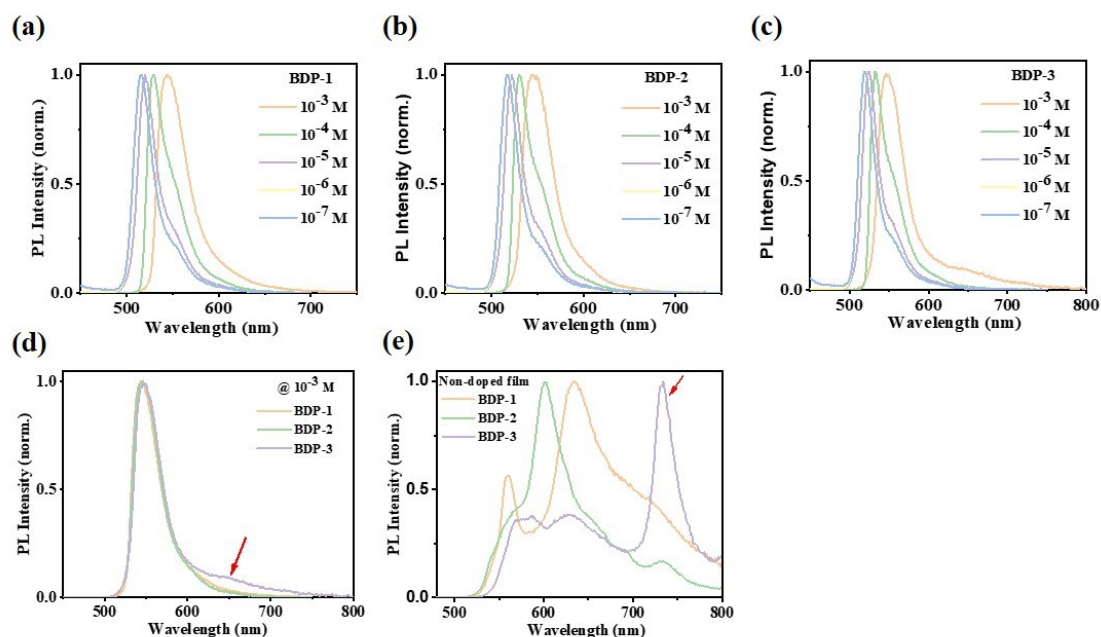 (a)
BDP-1
10⁻³ M
10⁻⁴ M
10⁻⁵ M
10⁻⁶ M
10⁻⁷ M
PL Intensity (norm.)
1.0
0.5
0.0
500 600 700
Wavelength (nm)
(b)
BDP-2
10⁻³ M
10⁻⁴ M
10⁻⁵ M
10⁻⁶ M
10⁻⁷ M
PL Intensity (norm.)
1.0
0.5
0.0
500 600 700
Wavelength (nm)
(c)
BDP-3
10⁻³ M
10⁻⁴ M
10⁻⁵ M
10⁻⁶ M
10⁻⁷ M
PL Intensity (norm.)
1.0
0.5
0.0
500 600 700 800
Wavelength (nm)
(d)
@ 10⁻³ M
BDP-1
BDP-2
BDP-3
PL Intensity (norm.)
1.0
0.5
0.0
500 600 700 800
Wavelength (nm)
(e)
Non-doped film
BDP-1
BDP-2
BDP-3
PL Intensity (norm.)
1.0
0.5
0.0
500 600 700 800
Wavelength (nm)